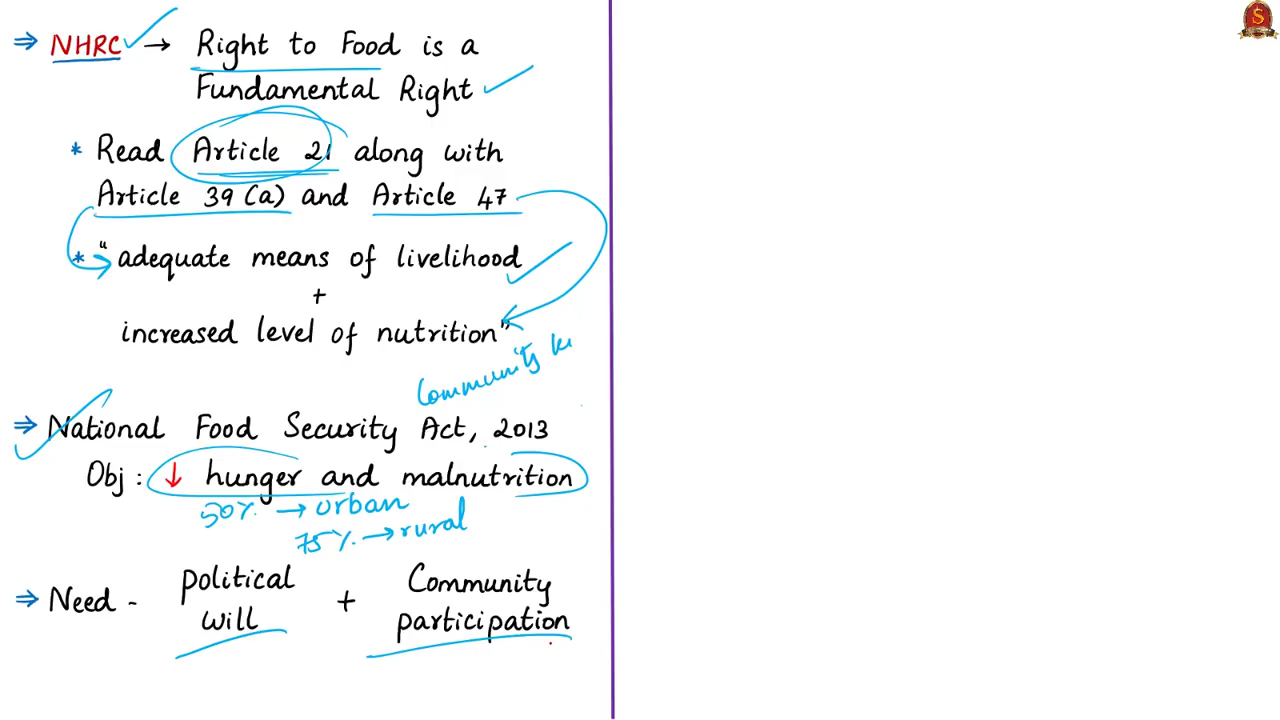 ⇒ NHRC → Right to Food is a
Fundamental Right
* Read Article 21 along with
Article 39 (a) and Article 47
* "adequate means of livelihood
+
increased level of nutrition"
Community
⇒ National Food Security Act, 2013
Obj : ↓ hunger and malnutrition
50% → urban
75% → rural
⇒ Need - political will + Community participation